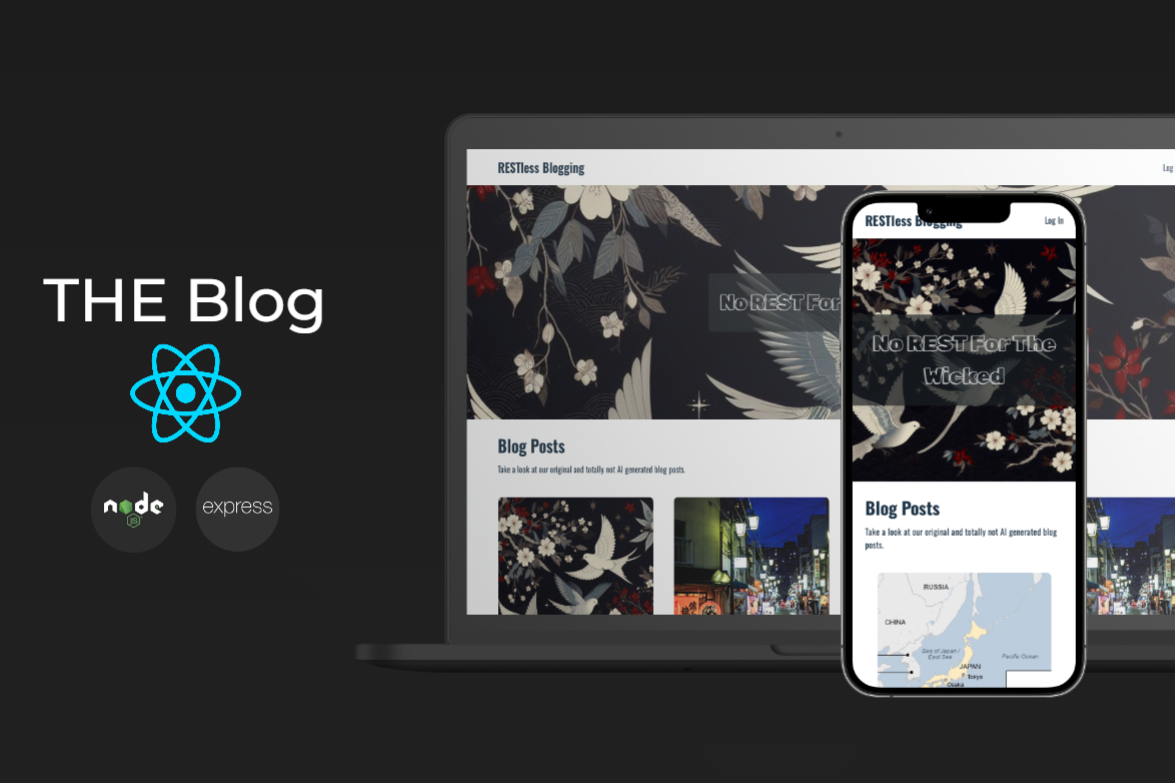 THE Blog
node
JS
express
RESTless Blogging
Log
No REST For
Blog Posts
Take a look at our original and totally not AI generated blog posts.
RESTless Blogging
Log In
No REST For The
Wicked
Blog Posts
Take a look at our original and totally not AI generated blog
posts.
RUSSIA
CHINA
Sea of Japan /
East Sea
Pacific Ocean
JAPAN
Tokyo
Osaka